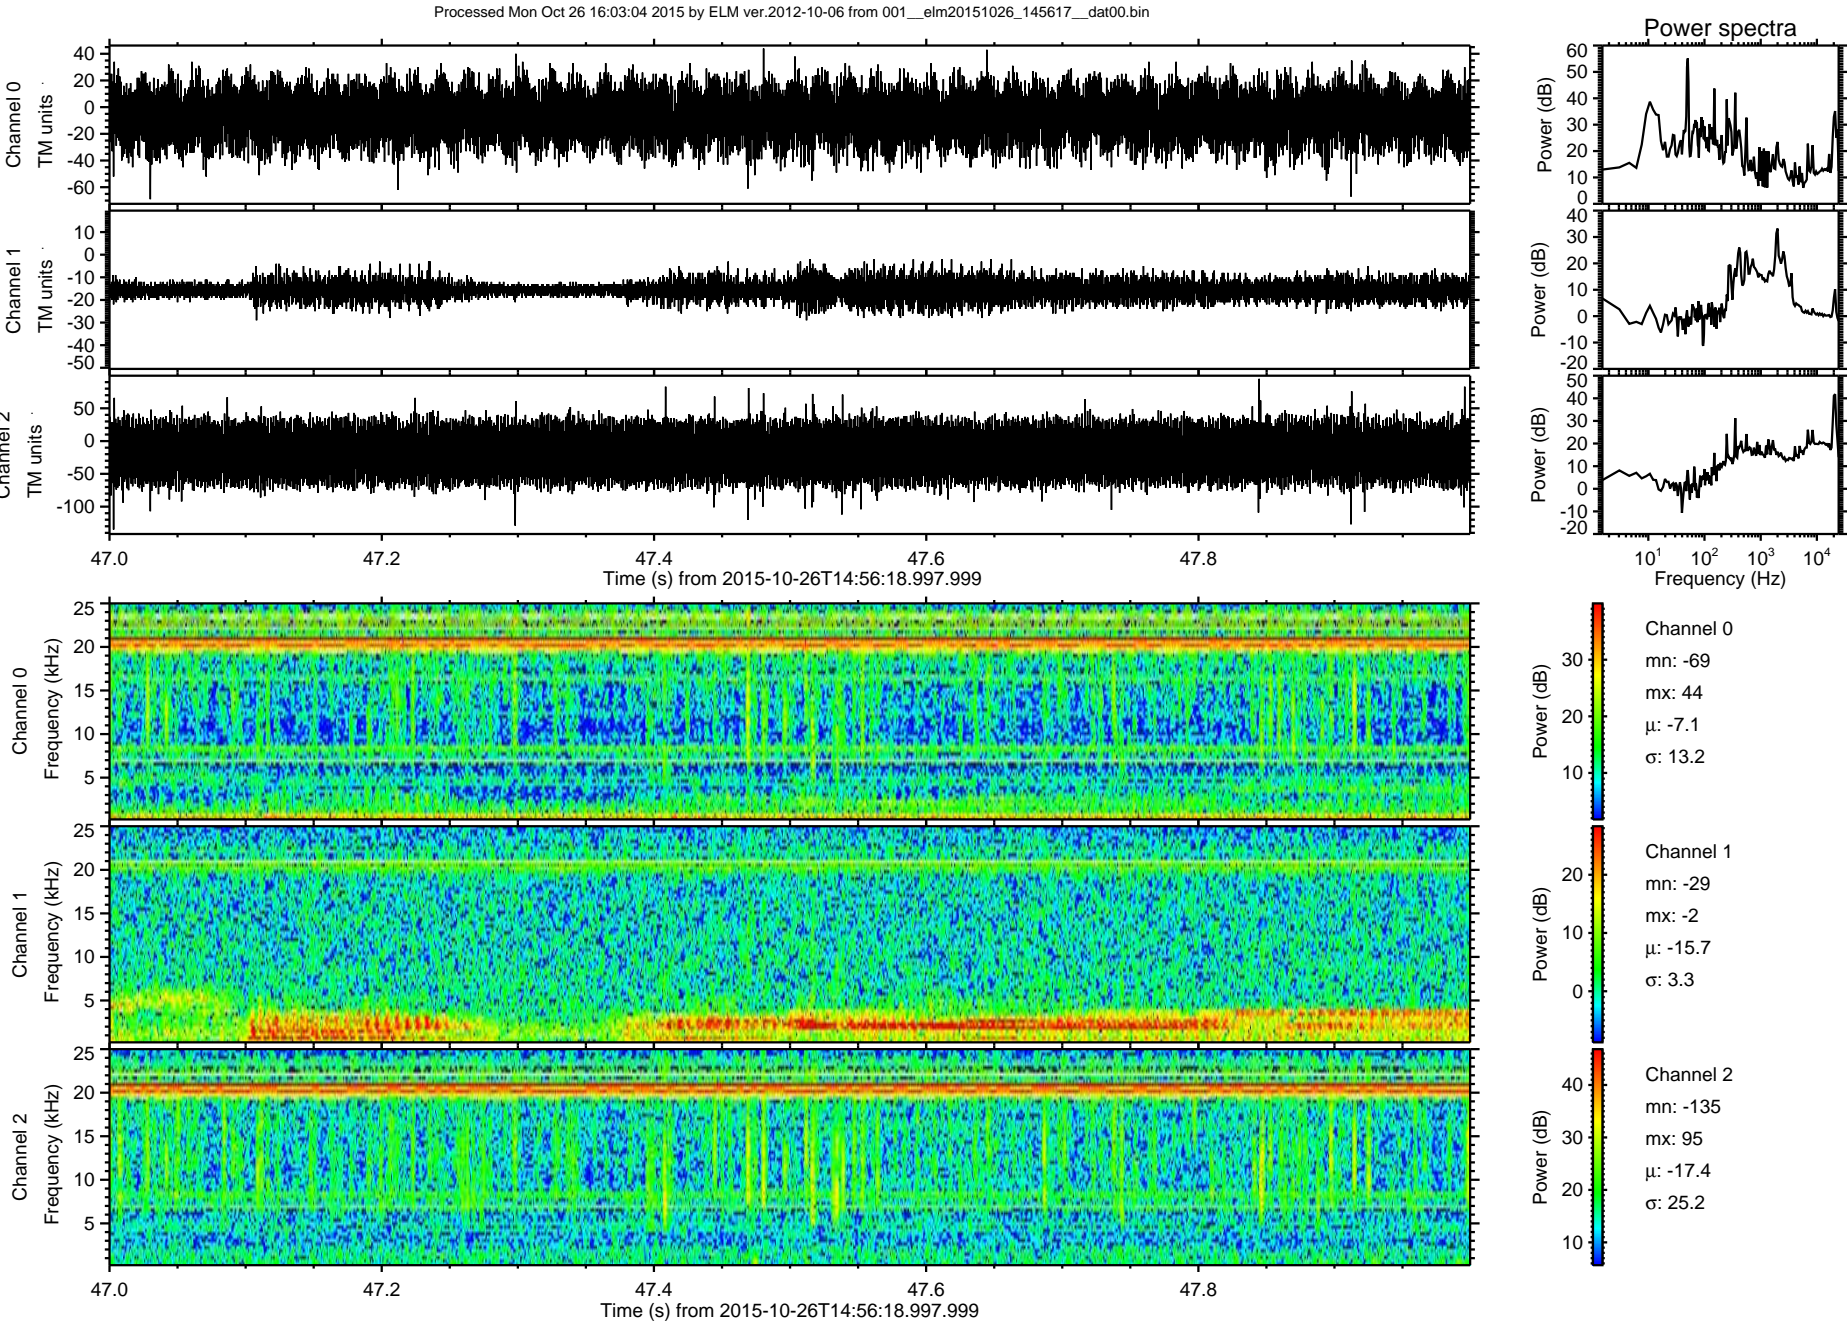 Processed Mon Oct 26 16:03:04 2015 by ELM ver.2012-10-06 from 001__elm20151026_145617__dat00.bin
Power spectra
Channel 0
TM units
40
20
0
-20
-40
-60
Power (dB)
60
50
40
30
20
10
0
Channel 1
TM units
10
0
-10
-20
-30
-40
-50
Power (dB)
40
30
20
10
0
-10
-20
Channel 2
TM units
50
0
-50
-100
Power (dB)
50
40
30
20
10
0
-10
-20
47.0 47.2 47.4 47.6 47.8
Time (s) from 2015-10-26T14:56:18.997.999
10¹ 10² 10³ 10⁴
Frequency (Hz)
Channel 0
Frequency (kHz)
25
20
15
10
5
Power (dB)
30
20
10
Channel 0
mn: -69
mx: 44
μ: -7.1
σ: 13.2
Channel 1
Frequency (kHz)
25
20
15
10
5
Power (dB)
20
10
0
Channel 1
mn: -29
mx: -2
μ: -15.7
σ: 3.3
Channel 2
Frequency (kHz)
25
20
15
10
5
Power (dB)
40
30
20
10
Channel 2
mn: -135
mx: 95
μ: -17.4
σ: 25.2
47.0 47.2 47.4 47.6 47.8
Time (s) from 2015-10-26T14:56:18.997.999